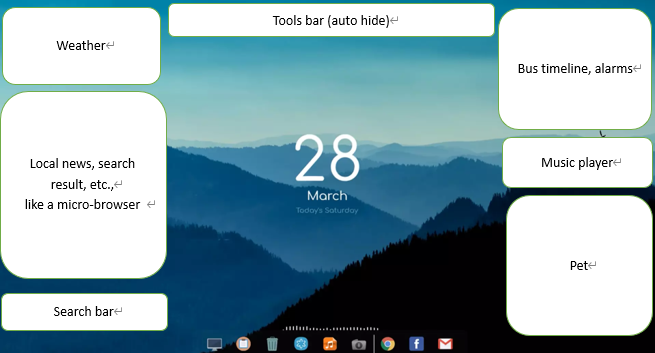 Tools bar (auto hide)
Weather
Bus timeline, alarms
28
March
Today's Saturday
Local news, search
result, etc.,
like a micro-browser
Music player
Pet
Search bar